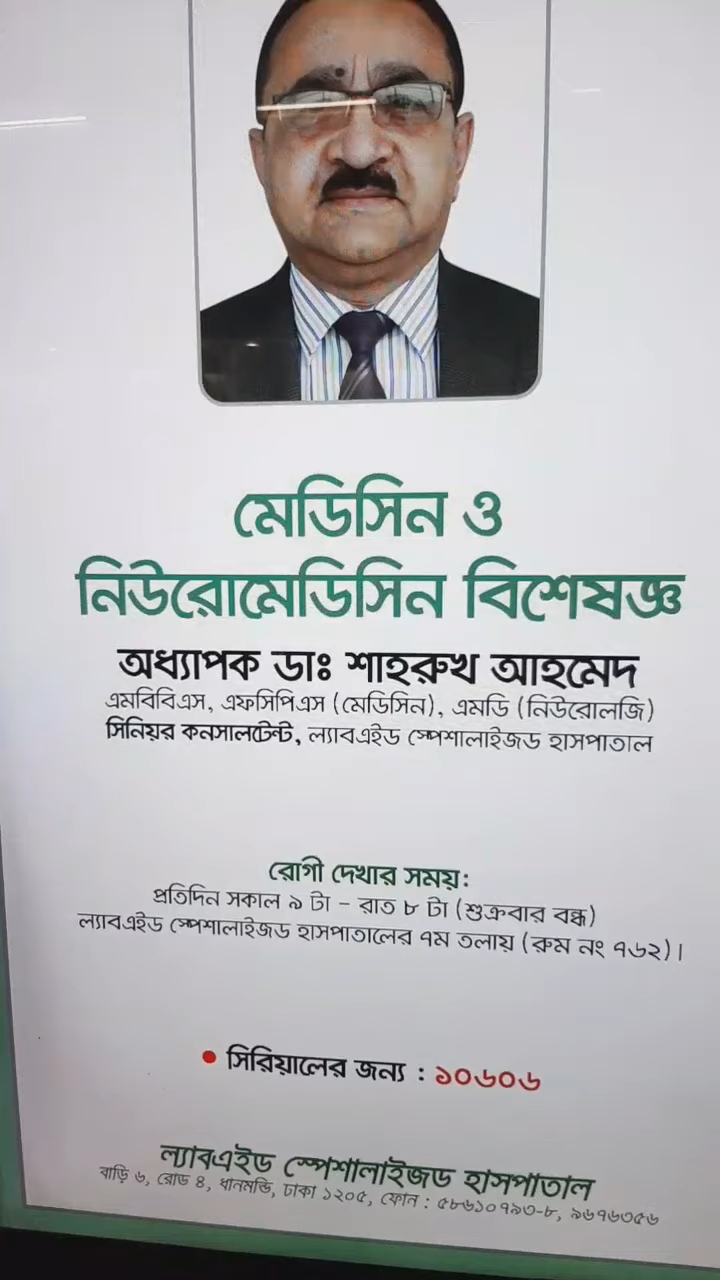 মেডিসিন ও
নিউরোমেডিসিন বিশেষজ্ঞ
অধ্যাপক ডাঃ শাহরুখ আহমেদ
এমবিবিএস, এফসিপিএস (মেডিসিন), এমডি (নিউরোলজি)
সিনিয়র কনসালটেন্ট, ল্যাবএইড স্পেশালাইজড হাসপাতাল
রোগী দেখার সময়:
প্রতিদিন সকাল ৯ টা - রাত ৮ টা (শুক্রবার বন্ধ)
ল্যাবএইড স্পেশালাইজড হাসপাতালের ৭ম তলায় (রুম নং ৭৬২)।
• সিরিয়ালের জন্য : ১০৬০৬
ল্যাবএইড স্পেশালাইজড হাসপাতাল
বাড়ি ৬, রোড ৪, ধানমন্ডি, ঢাকা ১২০৫, ফোন : ৫৮৬১০৭৯৩-৮, ৯৬৭৬৩৫৬